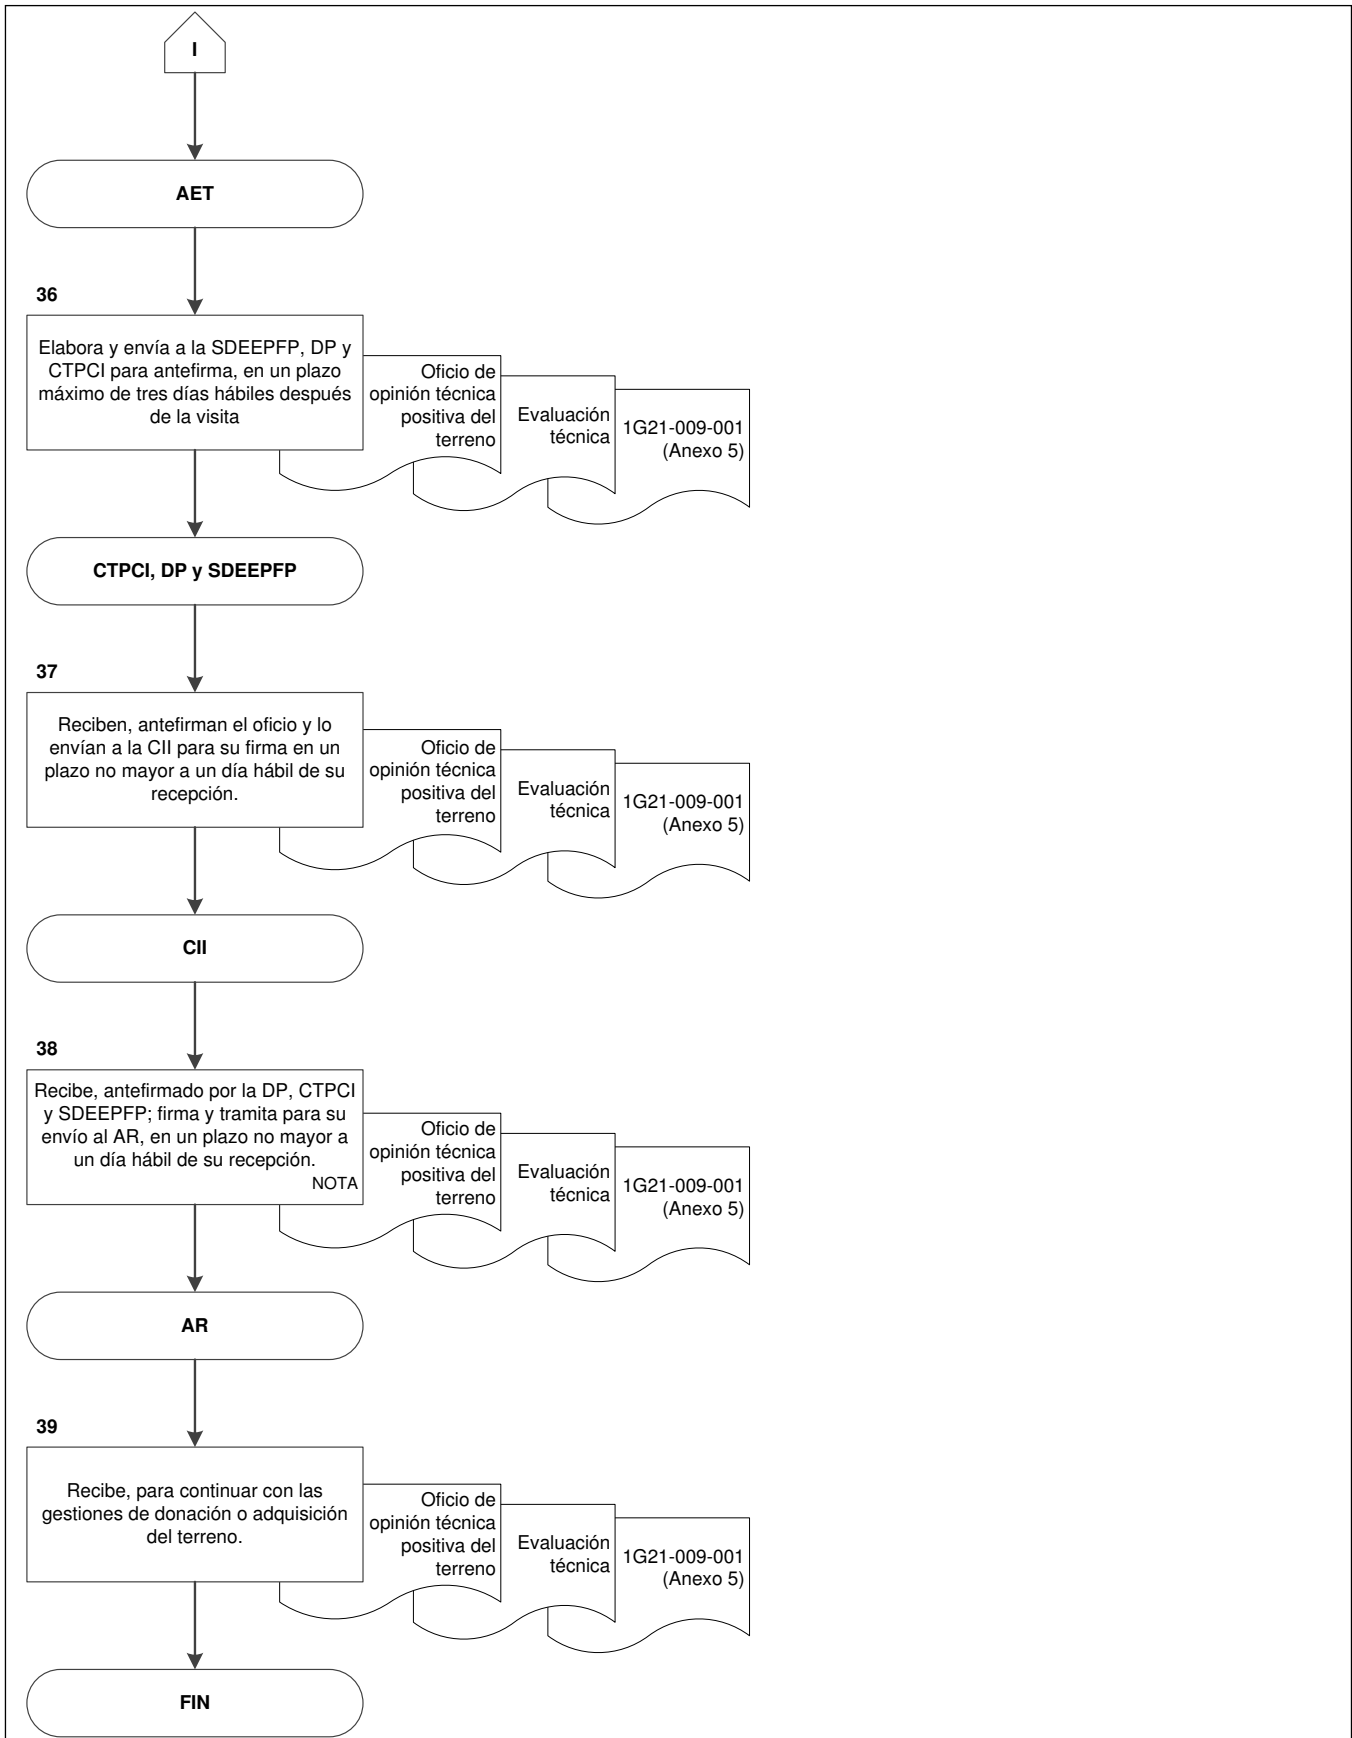 I
AET
36
Elabora y envía a la SDEEPFP, DP y
CTPCI para antefirma, en un plazo
máximo de tres días hábiles después
de la visita
Oficio de
opinión técnica
positiva del
terreno
Evaluación
técnica
1G21-009-001
(Anexo 5)
CTPCI, DP y SDEEPFP
37
Reciben, antefirman el oficio y lo
envían a la CII para su firma en un
plazo no mayor a un día hábil de su
recepción.
Oficio de
opinión técnica
positiva del
terreno
Evaluación
técnica
1G21-009-001
(Anexo 5)
CII
38
Recibe, antefirmado por la DP, CTPCI
y SDEEPFP; firma y tramita para su
envío al AR, en un plazo no mayor a
un día hábil de su recepción.
NOTA
Oficio de
opinión técnica
positiva del
terreno
Evaluación
técnica
1G21-009-001
(Anexo 5)
AR
39
Recibe, para continuar con las
gestiones de donación o adquisición
del terreno.
Oficio de
opinión técnica
positiva del
terreno
Evaluación
técnica
1G21-009-001
(Anexo 5)
FIN